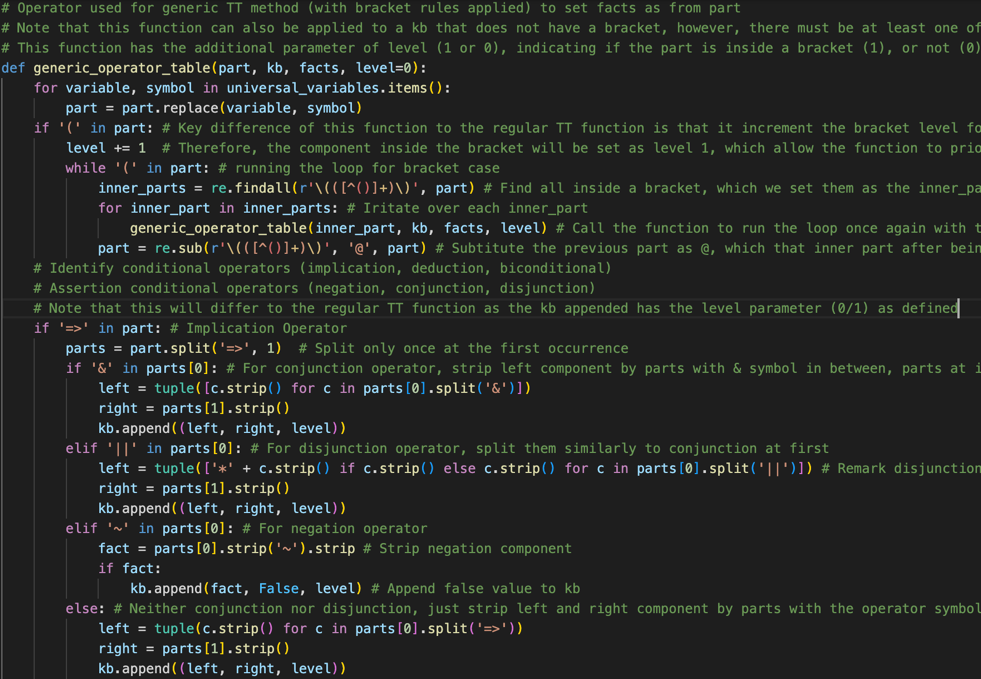 # Operator used for generic TT method (with bracket rules applied) to set facts as from part
# Note that this function can also be applied to a kb that does not have a bracket, however, there must be at least one of
# This function has the additional parameter of level (1 or 0), indicating if the part is inside a bracket (1), or not (0)
def generic_operator_table(part, kb, facts, level=0):
    for variable, symbol in universal_variables.items():
        part = part.replace(variable, symbol)
    if '(' in part: # Key difference of this function to the regular TT function is that it increment the bracket level fo
        level += 1  # Therefore, the component inside the bracket will be set as level 1, which allow the function to prio
        while '(' in part: # running the loop for bracket case
            inner_parts = re.findall(r'\(([^()]+)\)', part) # Find all inside a bracket, which we set them as the inner_pa
            for inner_part in inner_parts: # Iritate over each inner_part
                generic_operator_table(inner_part, kb, facts, level) # Call the function to run the loop once again with t
            part = re.sub(r'\(([^()]+)\)', '@', part) # Subtitute the previous part as @, which that inner part after bein
    # Identify conditional operators (implication, deduction, biconditional)
    # Assertion conditional operators (negation, conjunction, disjunction)
    # Note that this will differ to the regular TT function as the kb appended has the level parameter (0/1) as defined
    if '=>' in part: # Implication Operator
        parts = part.split('=>', 1)  # Split only once at the first occurrence
        if '&' in parts[0]: # For conjunction operator, strip left component by parts with & symbol in between, parts at i
            left = tuple([c.strip() for c in parts[0].split('&')])
            right = parts[1].strip()
            kb.append((left, right, level))
        elif '||' in parts[0]: # For disjunction operator, split them similarly to conjunction at first
            left = tuple(['*' + c.strip() if c.strip() else c.strip() for c in parts[0].split('||')]) # Remark disjunction
            right = parts[1].strip()
            kb.append((left, right, level))
        elif '~' in parts[0]: # For negation operator
            fact = parts[0].strip('~').strip # Strip negation component
            if fact:
                kb.append(fact, False, level) # Append false value to kb
        else: # Neither conjunction nor disjunction, just strip left and right component by parts with the operator symbol
            left = tuple(c.strip() for c in parts[0].split('=>'))
            right = parts[1].strip()
            kb.append((left, right, level))